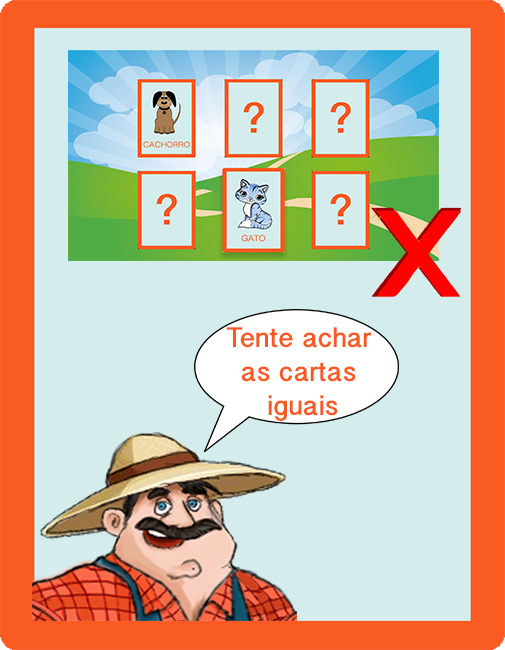 ? ?
CACHORRO
? ?
GATO
Tente achar
as cartas
iguais